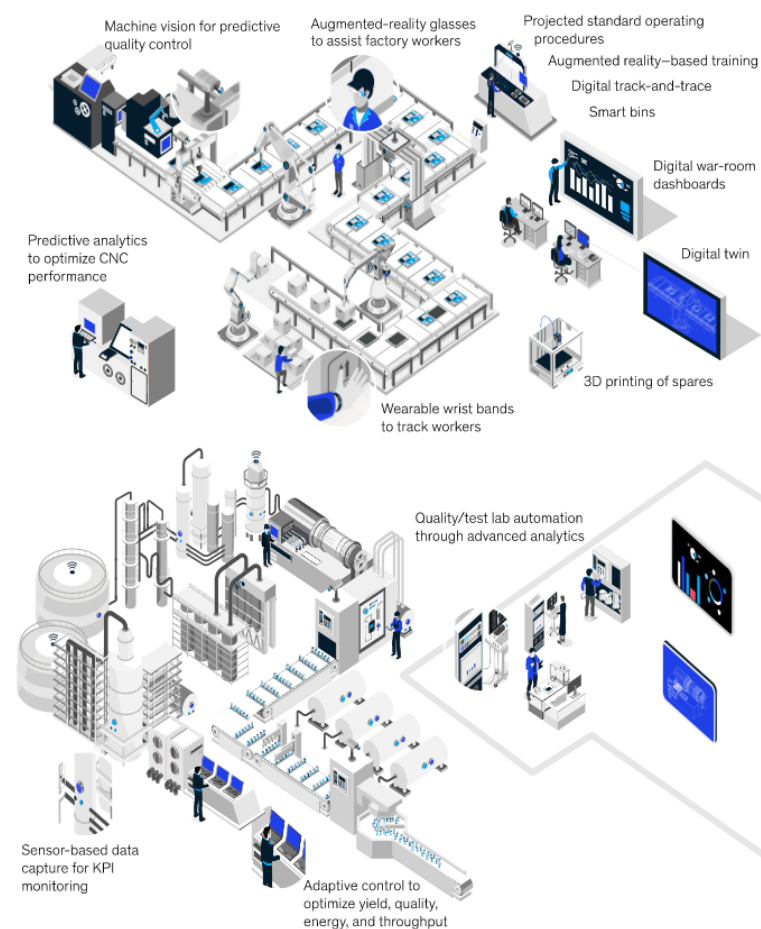 Machine vision for predictive
quality control
Augmented-reality glasses
to assist factory workers
Projected standard operating
procedures
Augmented reality–based training
Digital track-and-trace
Smart bins
Digital war-room
dashboards
Predictive analytics
to optimize CNC
performance
Digital twin
3D printing of spares
Wearable wrist bands
to track workers
Quality/test lab automation
through advanced analytics
Sensor-based data
capture for KPI
monitoring
Adaptive control to
optimize yield, quality,
energy, and throughput